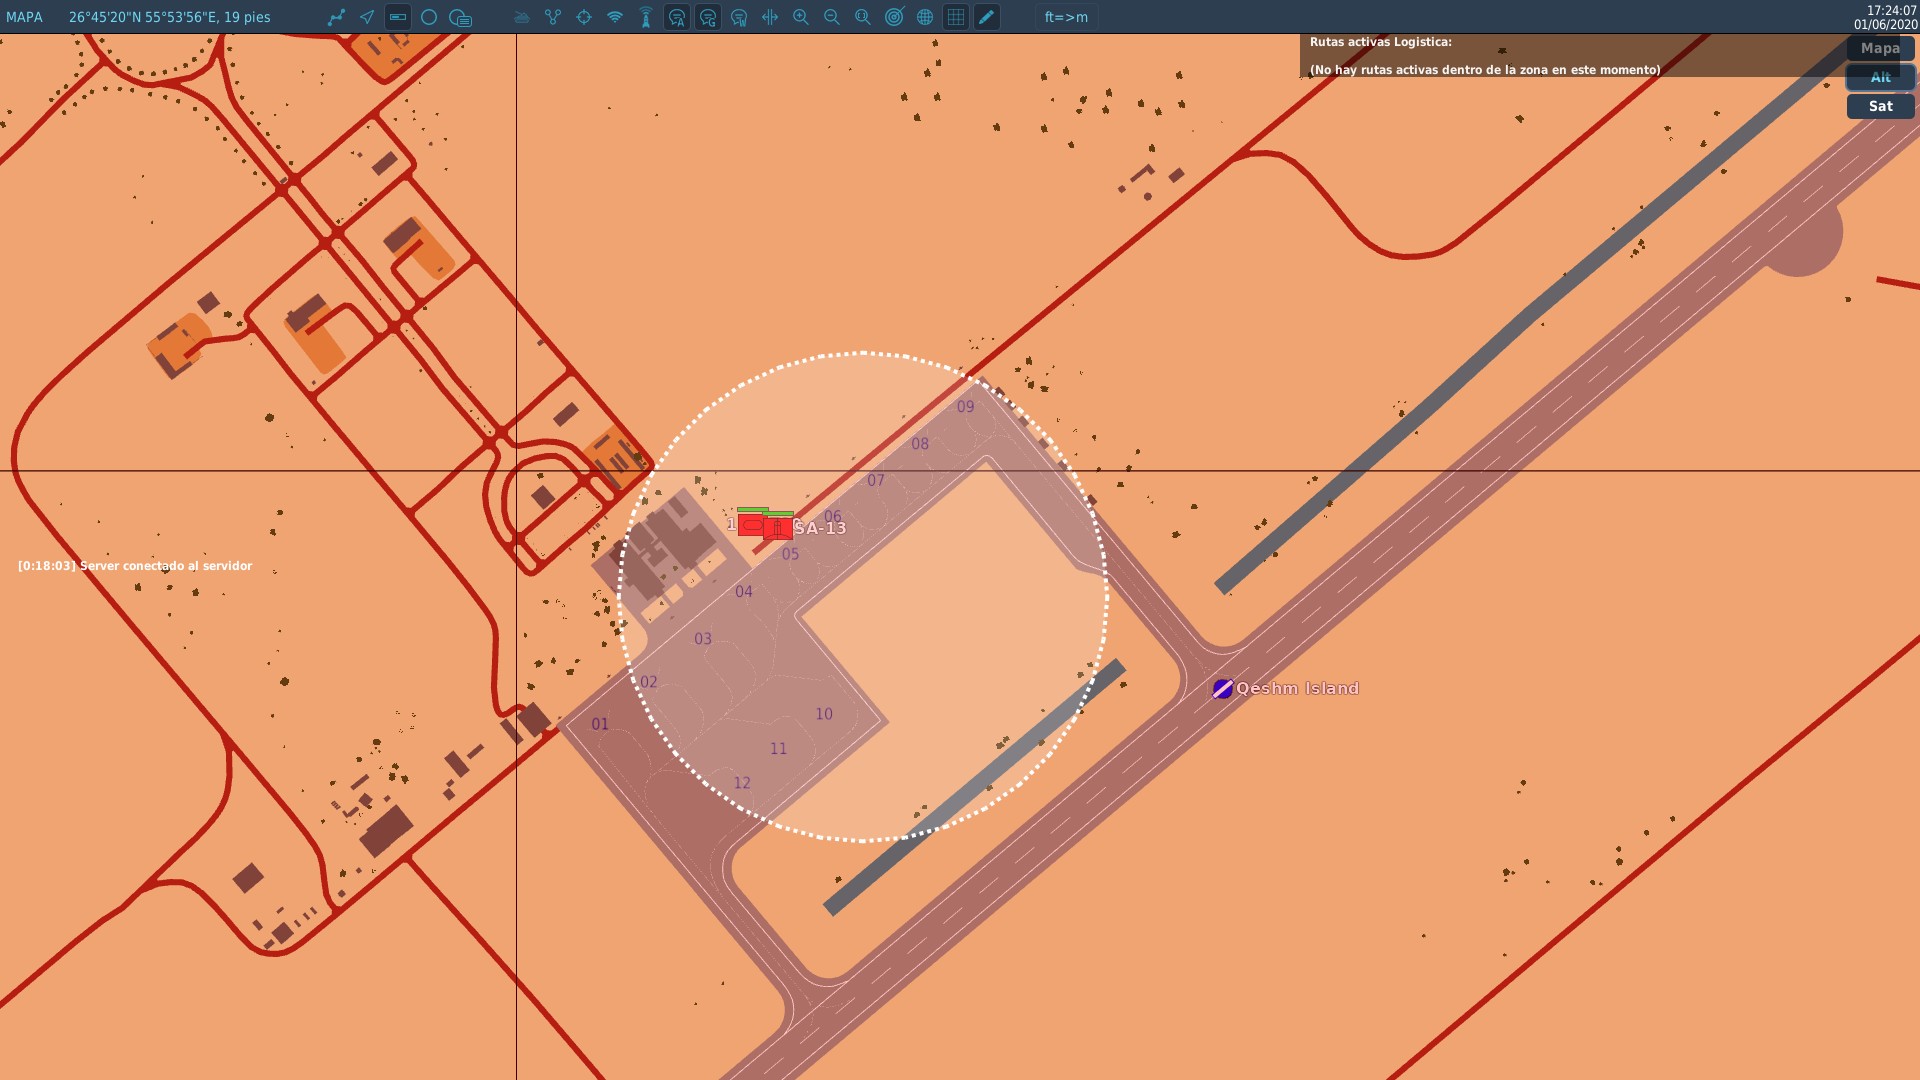 MAPA
26°45'20"N 55°53'56"E, 19 pies
ft=>m
17:24:07
01/06/2020
Rutas activas Logistica:
(No hay rutas activas dentro de la zona en este momento)
Mapa
Alt
Sat
09
08
07
06
1
SA-13
05
[0:18:03] Server conectado al servidor
04
03
02
Qeshm Island
10
01
11
12